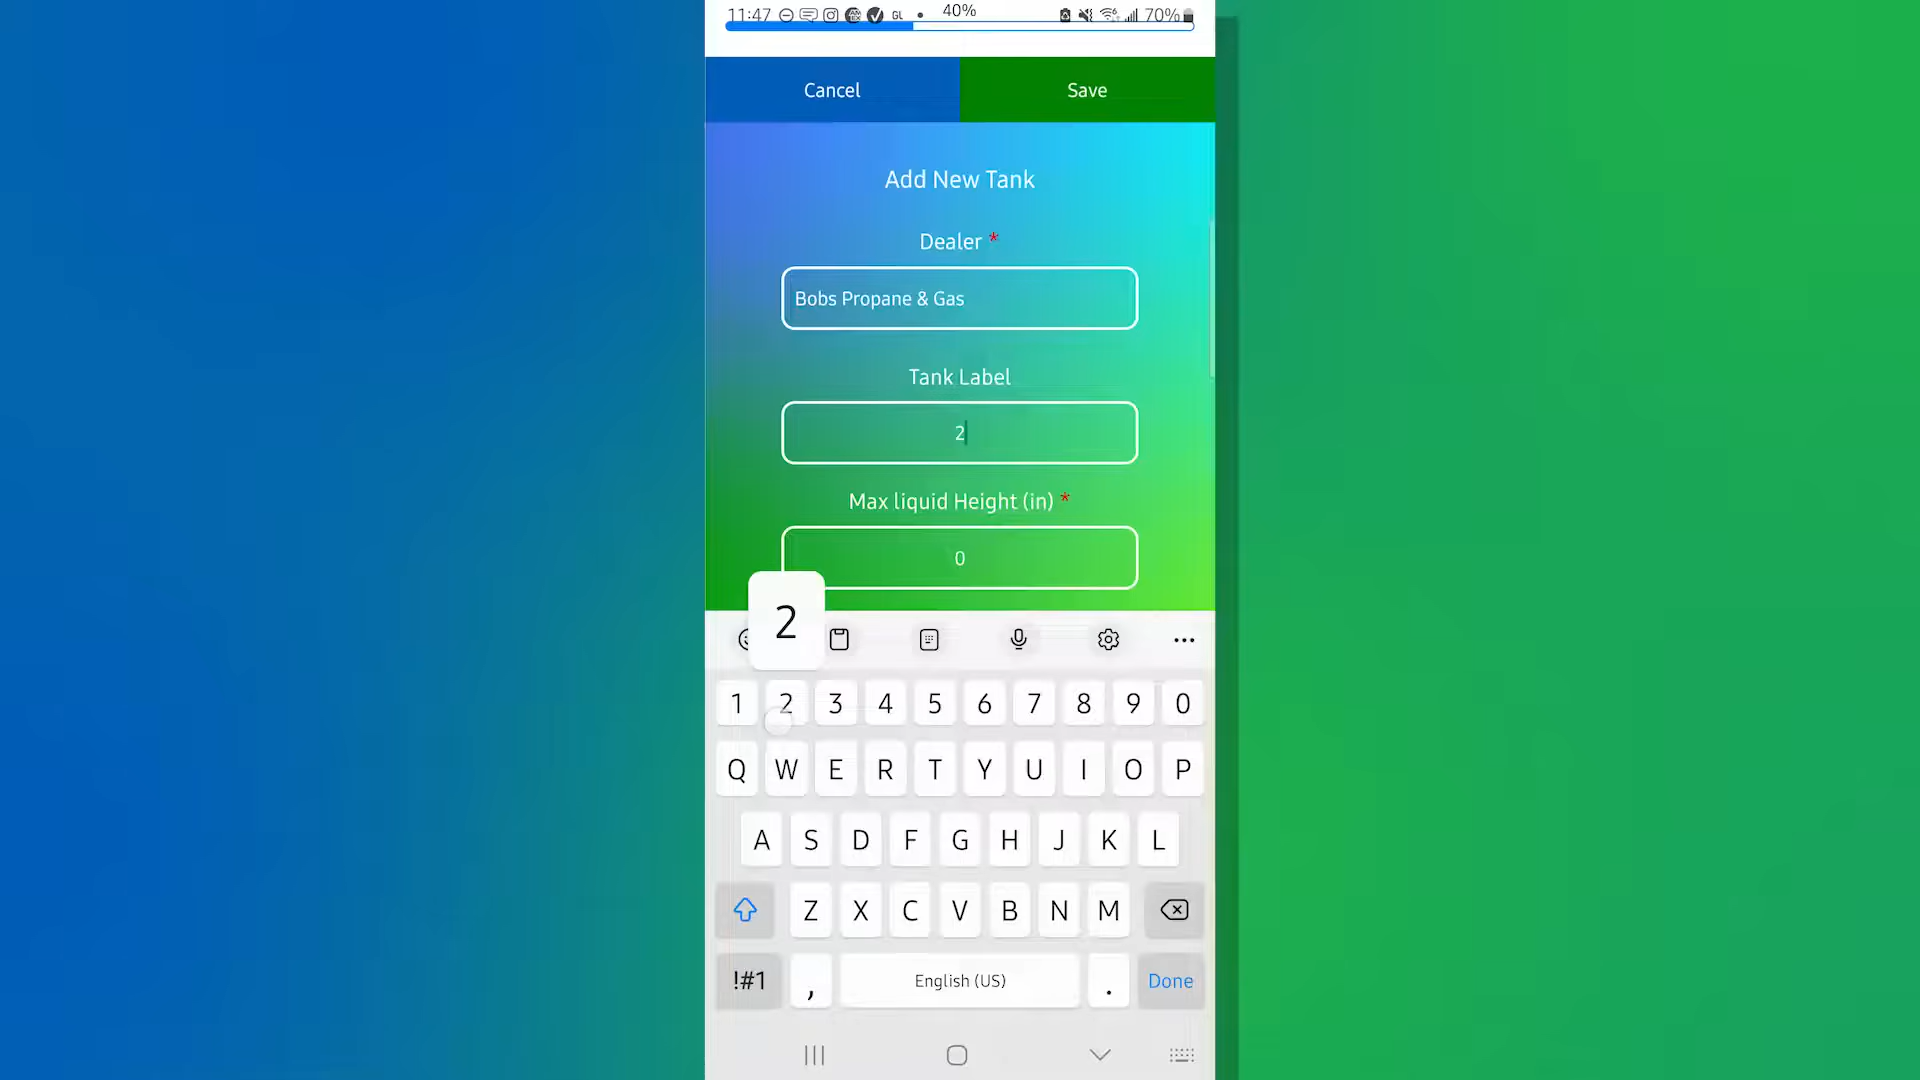 11:47 GL 40% 70%
Cancel Save
Add New Tank
Dealer *
Bobs Propane & Gas
Tank Label
2
Max liquid Height (in) *
0
2
1 2 3 4 5 6 7 8 9 0
Q W E R T Y U I O P
A S D F G H J K L
Z X C V B N M
!#1 , English (US) . Done